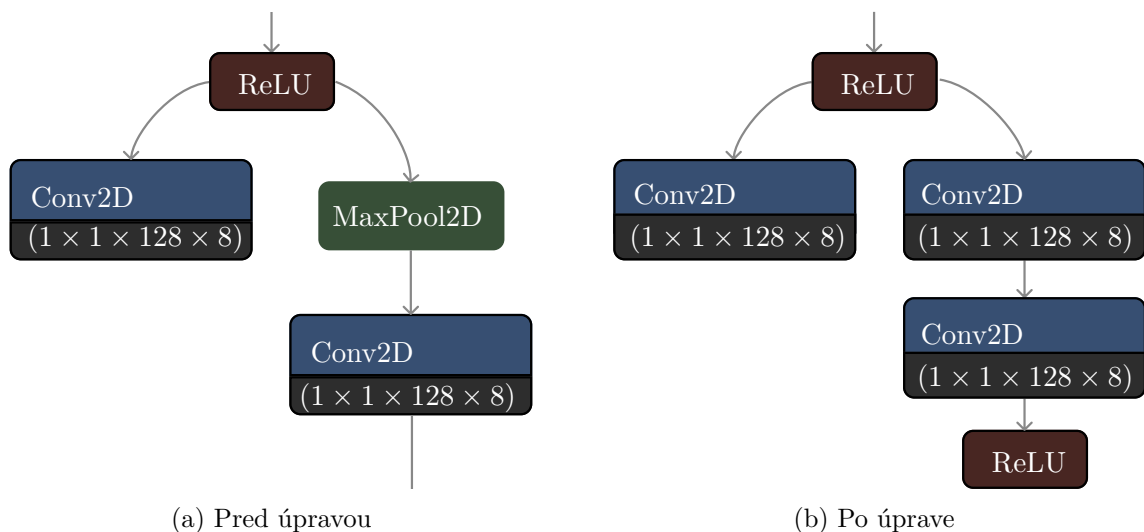 ReLU
Conv2D
(1 × 1 × 128 × 8)
MaxPool2D
Conv2D
(1 × 1 × 128 × 8)
(a) Pred úpravou
ReLU
Conv2D
(1 × 1 × 128 × 8)
Conv2D
(1 × 1 × 128 × 8)
Conv2D
(1 × 1 × 128 × 8)
ReLU
(b) Po úprave